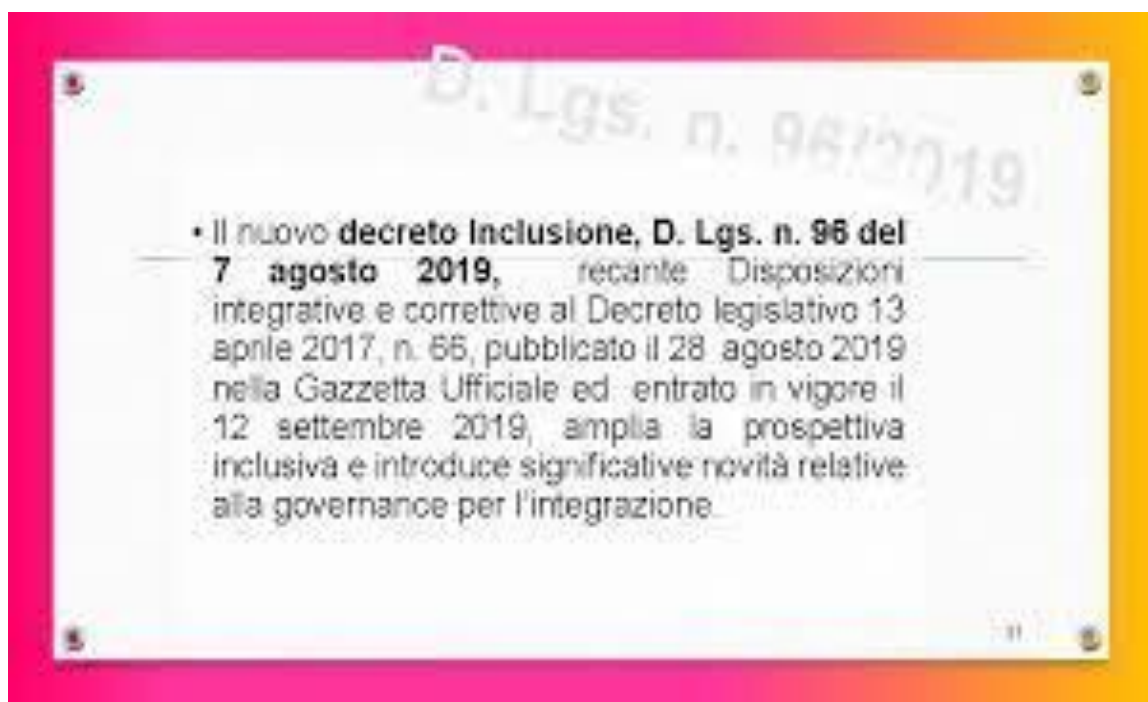 D. Lgs. n. 96/2019
• Il nuovo decreto Inclusione, D. Lgs. n. 96 del
7 agosto 2019, recante Disposizioni
integrative e correttive al Decreto legislativo 13
aprile 2017, n. 66, pubblicato il 28 agosto 2019
nella Gazzetta Ufficiale ed entrato in vigore il
12 settembre 2019, amplia la prospettiva
inclusiva e introduce significative novità relative
alla governance per l'integrazione.